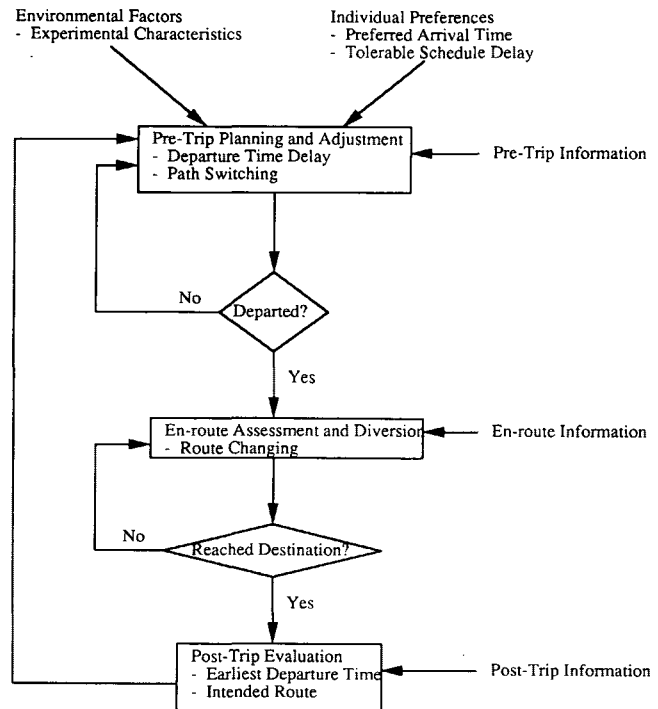 Environmental Factors
- Experimental Characteristics
Individual Preferences
- Preferred Arrival Time
- Tolerable Schedule Delay
Pre-Trip Planning and Adjustment
- Departure Time Delay
- Path Switching
Pre-Trip Information
No
Departed?
Yes
En-route Assessment and Diversion
- Route Changing
En-route Information
No
Reached Destination?
Yes
Post-Trip Evaluation
- Earliest Departure Time
- Intended Route
Post-Trip Information